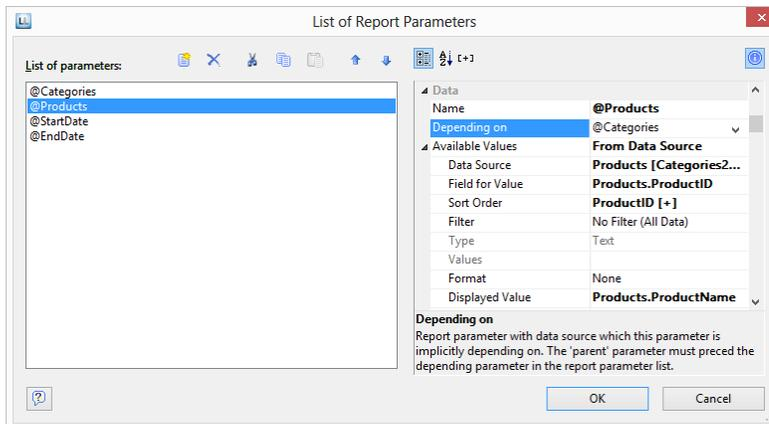 List of Report Parameters
List of parameters:
@Categories
@Products
@StartDate
@EndDate
Data
Name @Products
Depending on @Categories
Available Values From Data Source
Data Source Products [Categories2...
Field for Value Products.ProductID
Sort Order ProductID [+]
Filter No Filter (All Data)
Type Text
Values
Format None
Displayed Value Products.ProductName
Depending on
Report parameter with data source which this parameter is
implicitly depending on. The 'parent' parameter must preced the
depending parameter in the report parameter list.
OK Cancel